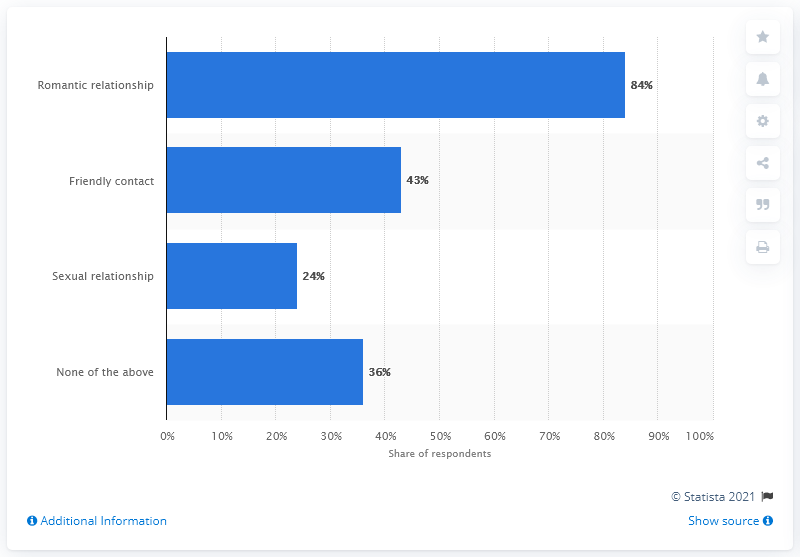 Romantic relationship
84%
Friendly contact
43%
Sexual relationship
24%
None of the above
36%
0% 10% 20% 30% 40% 50% 60% 70% 80% 90% 100%
Share of respondents
© Statista 2021
Additional Information
Show source